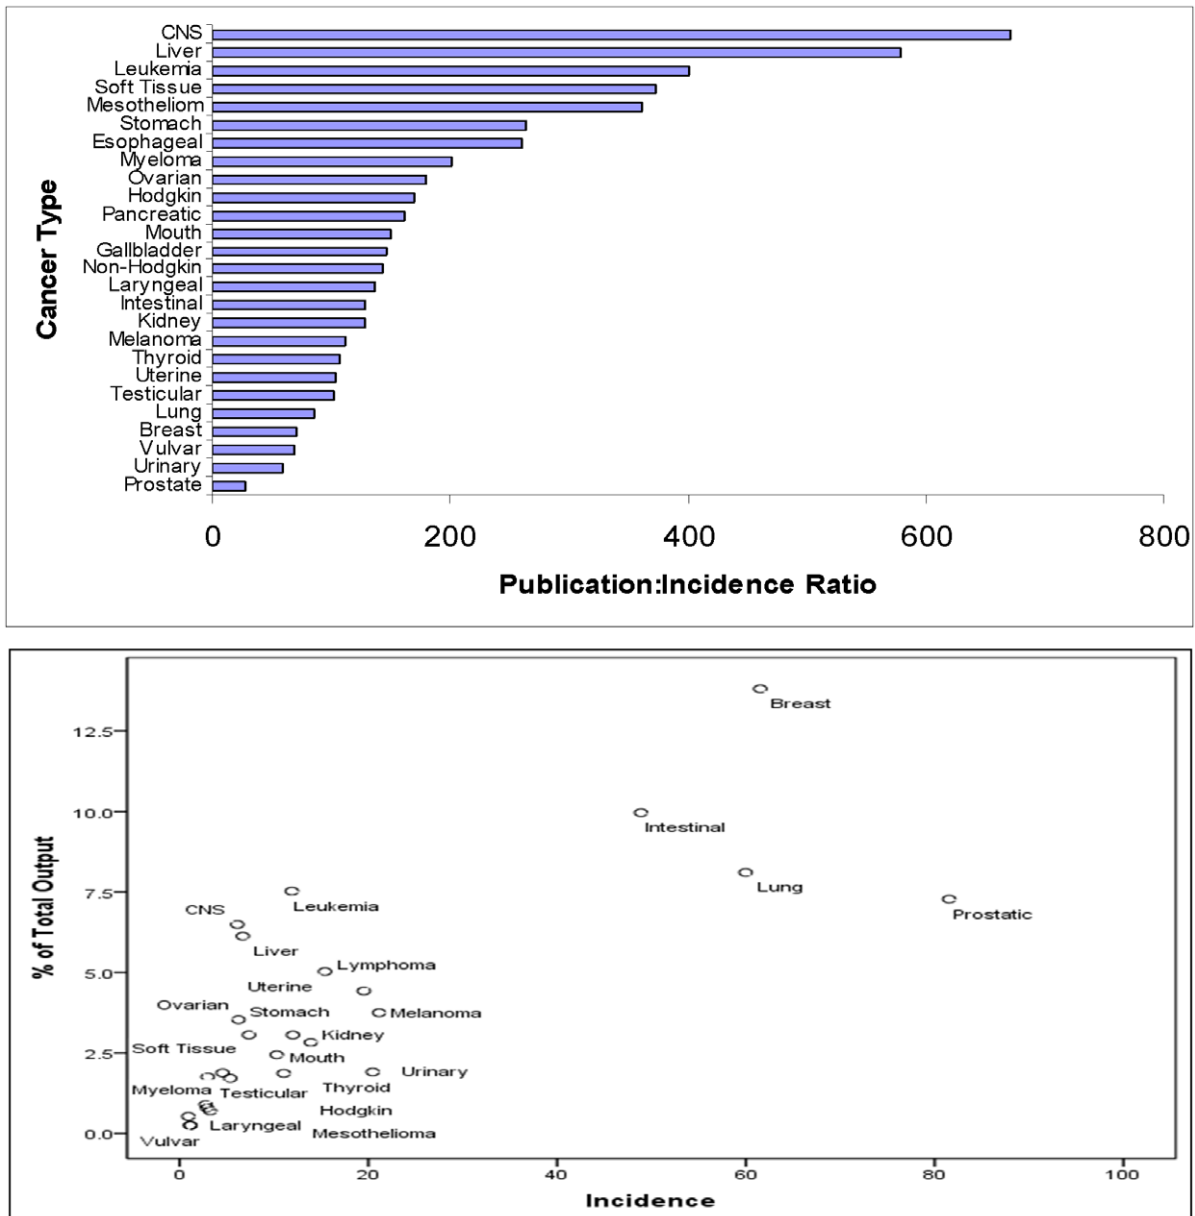 CNS
Liver
Leukemia
Soft Tissue
Mesotheliom
Stomach
Esophageal
Myeloma
Ovarian
Hodgkin
Pancreatic
Mouth
Gallbladder
Non-Hodgkin
Laryngeal
Intestinal
Kidney
Melanoma
Thyroid
Uterine
Testicular
Lung
Breast
Vulvar
Urinary
Prostate
Cancer Type
0 200 400 600 800
Publication:Incidence Ratio
% of Total Output
12.5
10.0
7.5
5.0
2.5
0.0
Breast
Intestinal
Lung
Prostatic
Leukemia
CNS
Liver
Lymphoma
Uterine
Ovarian
Stomach
Melanoma
Kidney
Soft Tissue
Mouth
Urinary
Myeloma
Testicular
Thyroid
Hodgkin
Laryngeal
Mesothelioma
Vulvar
0 20 40 60 80 100
Incidence